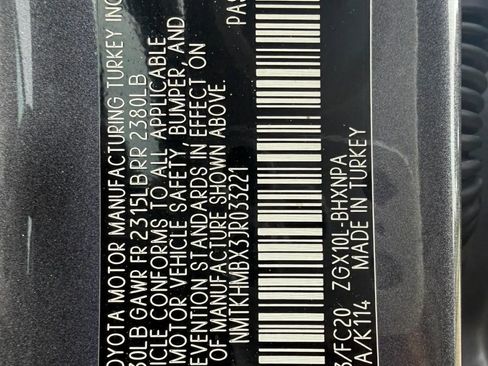 TOYOTA MOTOR MANUFACTURING TURKEY INC
30LB GAWR FR 2315LB RR 2380LB
ICLE CONFORMS TO ALL APPLICABLE
MOTOR VEHICLE SAFETY, BUMPER, AND
EVENTION STANDARDS IN EFFECT ON
OF MANUFACTURE SHOWN ABOVE.
PAS
NMTKHMBX3JR033221
3/FC20 ZGX10L-BHXNPA
A/K114 MADE IN TURKEY